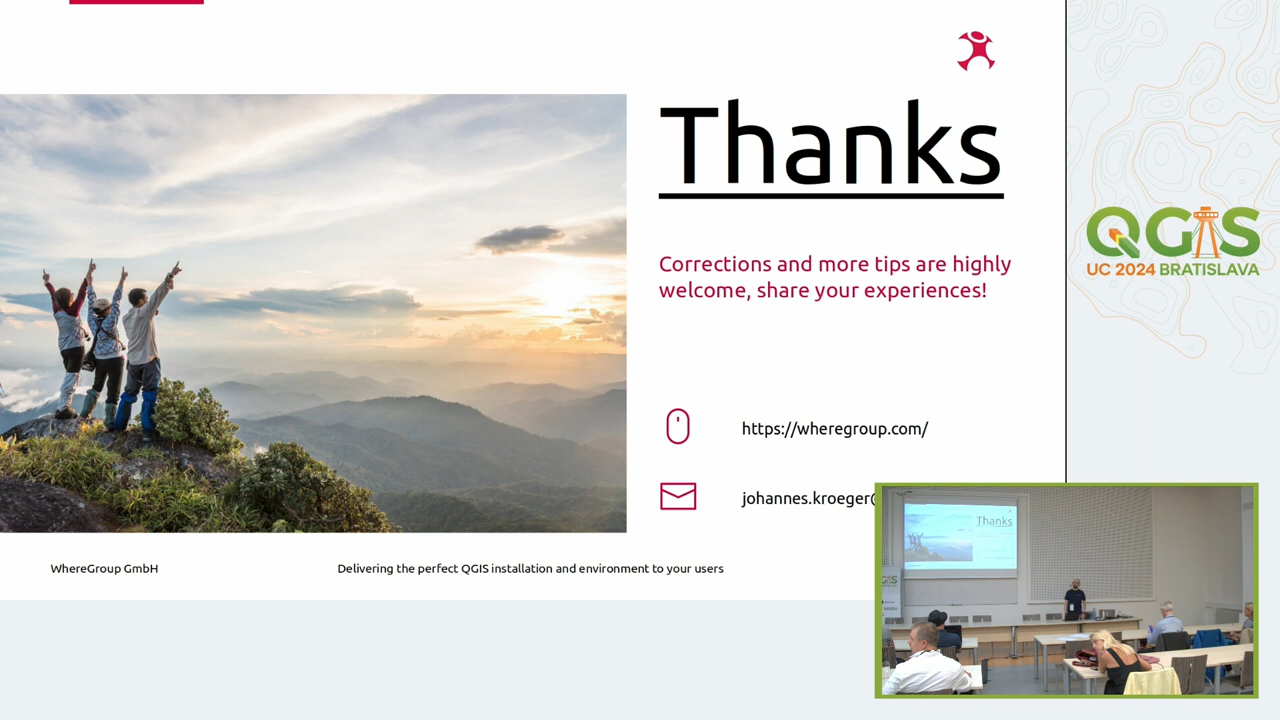 Thanks
Corrections and more tips are highly
welcome, share your experiences!
https://wheregroup.com/
johannes.kroeger@
WhereGroup GmbH
Delivering the perfect QGIS installation and environment to your users
QGIS
UC 2024 BRATISLAVA
Thanks